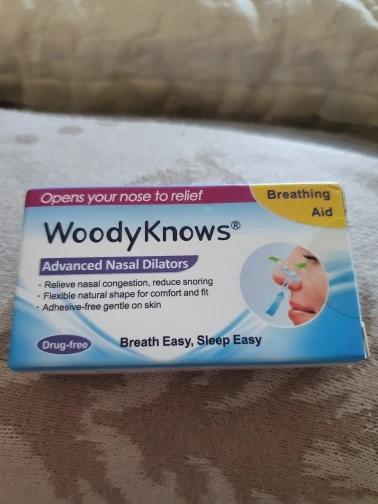 Opens your nose to relief
Breathing
Aid
WoodyKnows®
Advanced Nasal Dilators
· Relieve nasal congestion, reduce snoring
· Flexible natural shape for comfort and fit
· Adhesive-free gentle on skin
Drug-free
Breath Easy, Sleep Easy